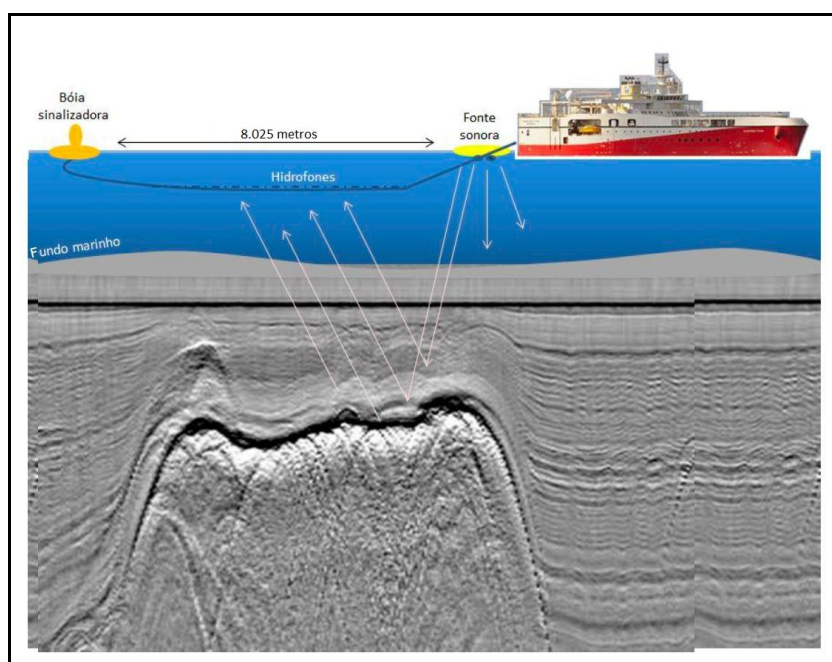 Bóia
sinalizadora
8.025 metros
Fonte
sonora
Hidrofones
Fundo marinho